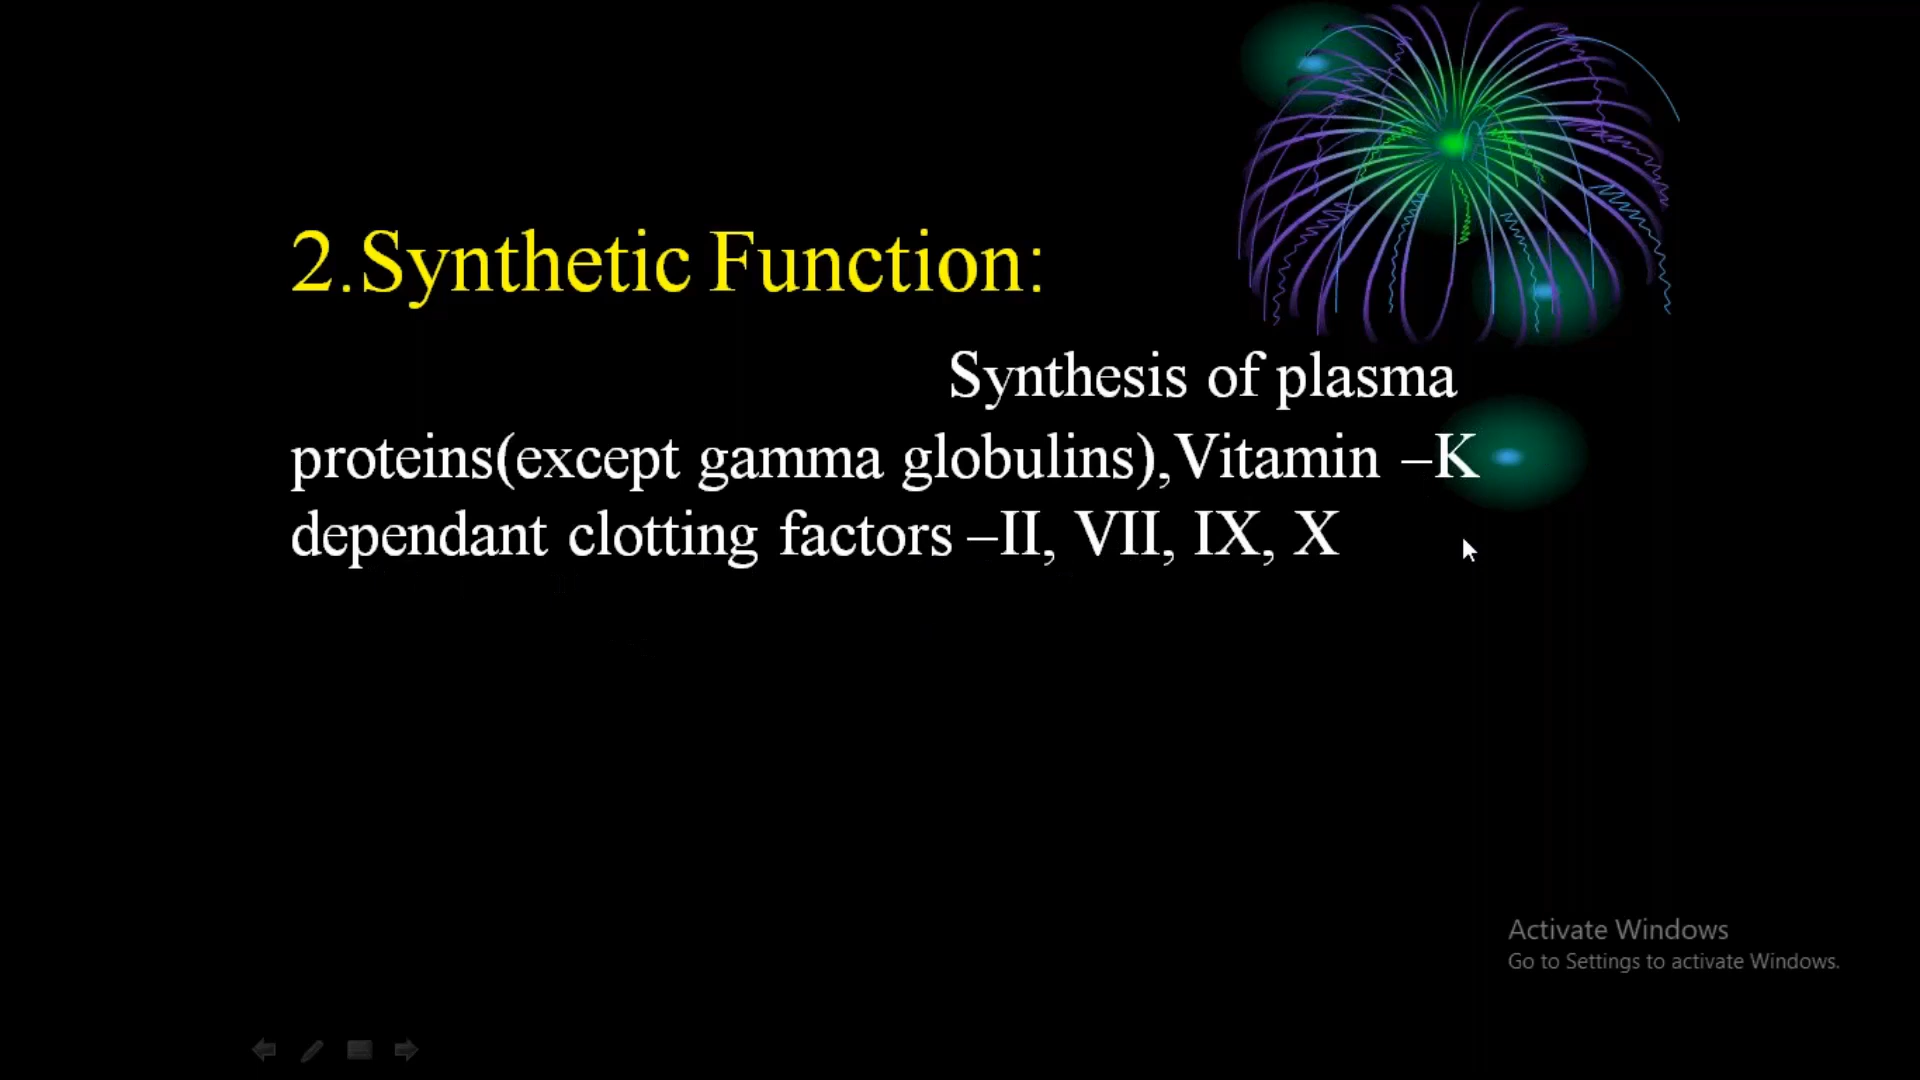 2.Synthetic Function:
Synthesis of plasma
proteins(except gamma globulins),Vitamin –K
dependant clotting factors –II, VII, IX, X
Activate Windows
Go to Settings to activate Windows.